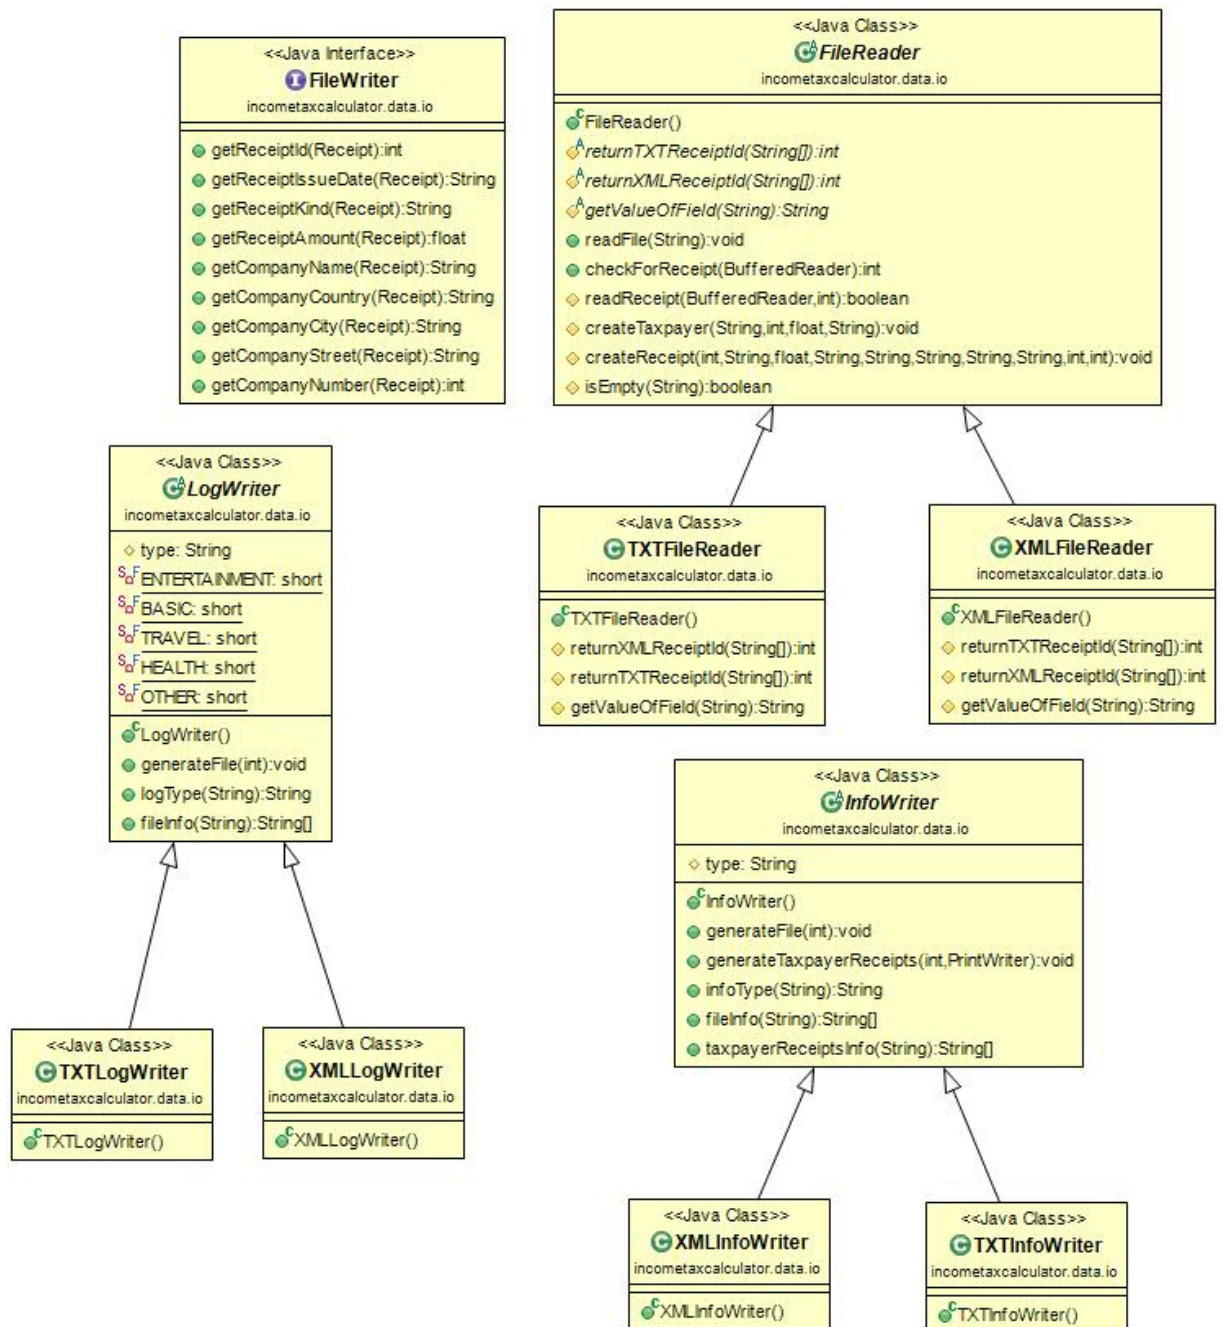 <<Java Interface>>
FileWriter
incometaxcalculator.data.io
getReceiptId(Receipt):int
getReceiptIssueDate(Receipt):String
getReceiptKind(Receipt):String
getReceiptAmount(Receipt):float
getCompanyName(Receipt):String
getCompanyCountry(Receipt):String
getCompanyCity(Receipt):String
getCompanyStreet(Receipt):String
getCompanyNumber(Receipt):int
<<Java Class>>
FileReader
incometaxcalculator.data.io
FileReader()
returnTXTReceiptId(String[]):int
returnXMLReceiptId(String[]):int
getValueOfField(String):String
readFile(String):void
checkForReceipt(BufferedReader):int
readReceipt(BufferedReader,int):boolean
createTaxpayer(String,int,float,String):void
createReceipt(int,String,float,String,String,String,String,String,int,int):void
isEmpty(String):boolean
<<Java Class>>
LogWriter
incometaxcalculator.data.io
type: String
ENTERTAINMENT: short
BASIC: short
TRAVEL: short
HEALTH: short
OTHER: short
LogWriter()
generateFile(int):void
logType(String):String
fileInfo(String):String[]
<<Java Class>>
TXTFileReader
incometaxcalculator.data.io
TXTFileReader()
returnXMLReceiptId(String[]):int
returnTXTReceiptId(String[]):int
getValueOfField(String):String
<<Java Class>>
XMLFileReader
incometaxcalculator.data.io
XMLFileReader()
returnTXTReceiptId(String[]):int
returnXMLReceiptId(String[]):int
getValueOfField(String):String
<<Java Class>>
InfoWriter
incometaxcalculator.data.io
type: String
InfoWriter()
generateFile(int):void
generateTaxpayerReceipts(int,PrintWriter):void
infoType(String):String
fileInfo(String):String[]
taxpayerReceiptsInfo(String):String[]
<<Java Class>>
TXTLogWriter
incometaxcalculator.data.io
TXTLogWriter()
<<Java Class>>
XMLLogWriter
incometaxcalculator.data.io
XMLLogWriter()
<<Java Class>>
XMLInfoWriter
incometaxcalculator.data.io
XMLInfoWriter()
<<Java Class>>
TXTInfoWriter
incometaxcalculator.data.io
TXTInfoWriter()